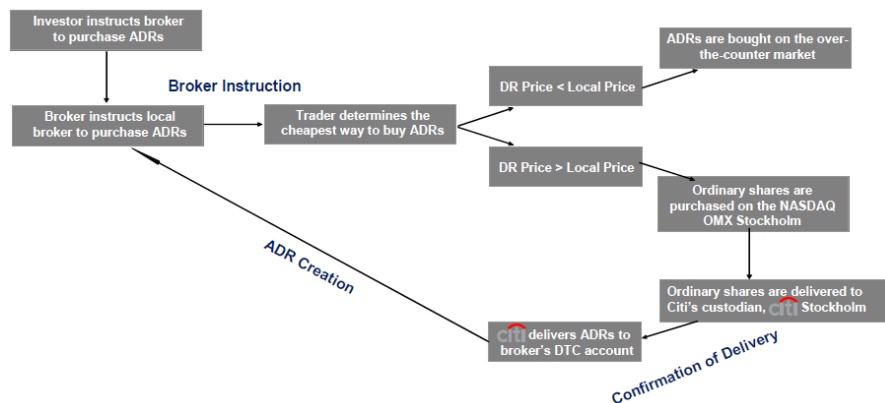 Investor instructs broker
to purchase ADRs
Broker Instruction
Broker instructs local
broker to purchase ADRs
Trader determines the
cheapest way to buy ADRs
DR Price < Local Price
ADRs are bought on the over-
the-counter market
DR Price > Local Price
Ordinary shares are
purchased on the NASDAQ
OMX Stockholm
Ordinary shares are delivered to
Citi's custodian, citi Stockholm
Confirmation of Delivery
citi delivers ADRs to
broker's DTC account
ADR Creation